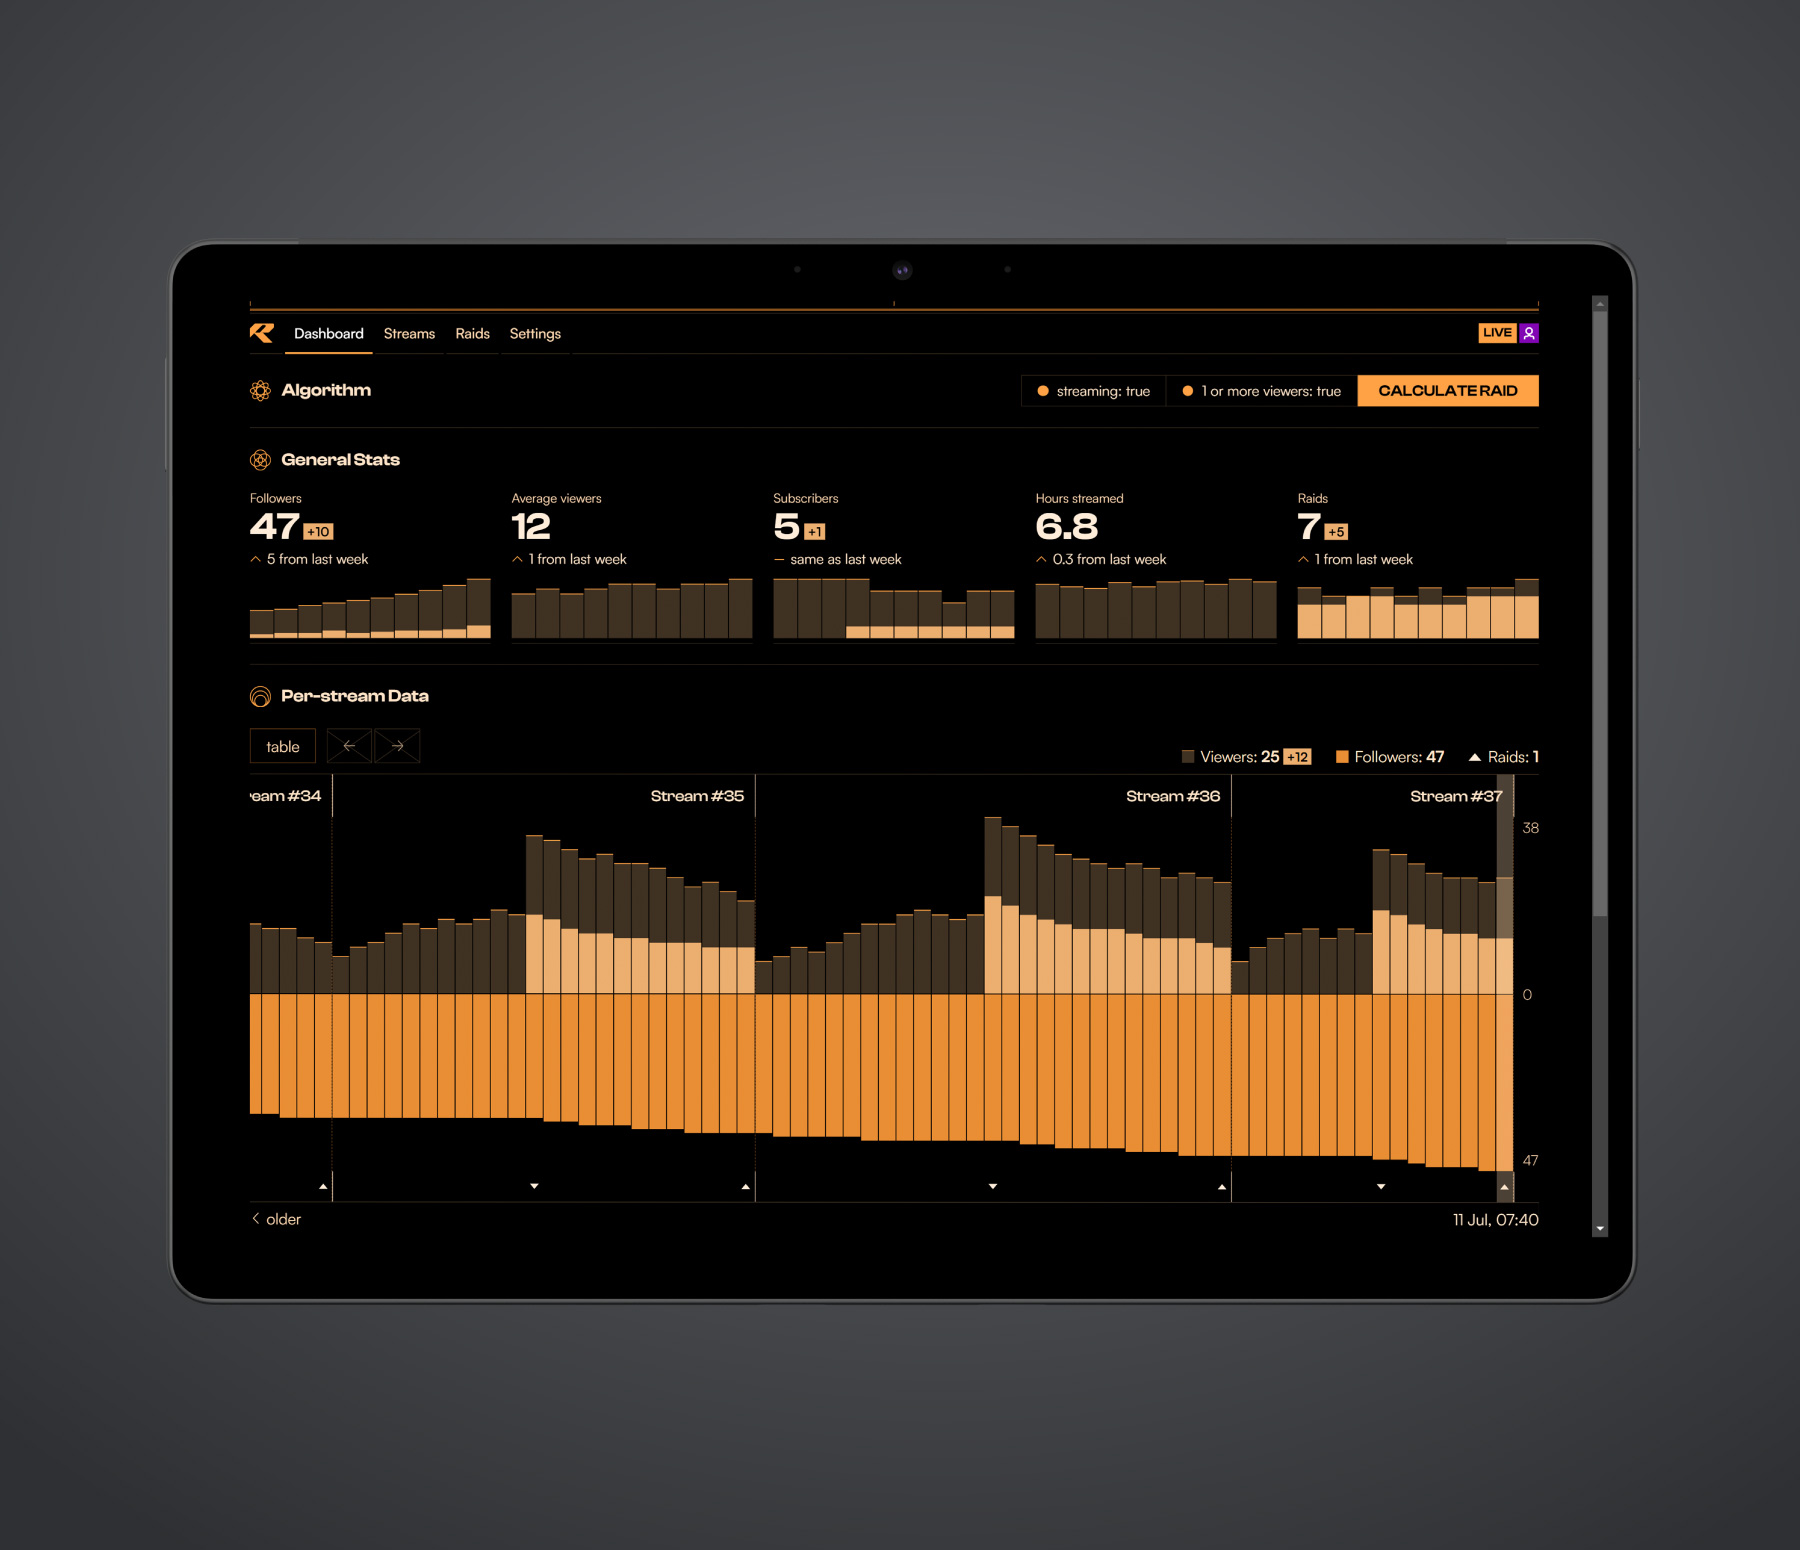 Dashboard Streams Raids Settings LIVE
Algorithm streaming: true 1 or more viewers: true CALCULATE RAID
General Stats
Followers Average viewers Subscribers Hours streamed Raids
47 +10 12 5 +1 6.8 7 +5
5 from last week 1 from last week same as last week 0.3 from last week 1 from last week
Per-stream Data
table Viewers: 25 +12 Followers: 47 Raids: 1
eam #34 Stream #35 Stream #36 Stream #37
38
0
47
older 11 Jul, 07:40